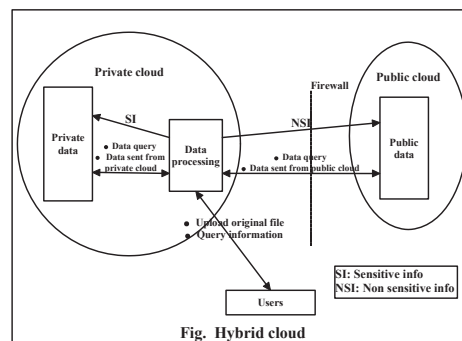 Private cloud
Public cloud
Firewall
SI
NSI
Private
data
Data
processing
Public
data
● Data query
● Data sent from
private cloud
● Data query
● Data sent from public cloud
● Upload original file
● Query information
Users
SI: Sensitive info
NSI: Non sensitive info
Fig. Hybrid cloud